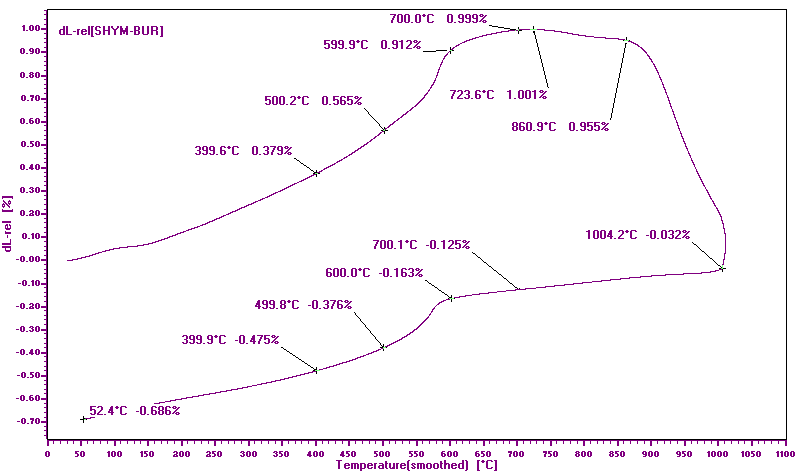 dL-rel[SHYM-BUR]
700.0°C 0.999%
599.9°C 0.912%
723.6°C 1.001%
500.2°C 0.565%
860.9°C 0.955%
399.6°C 0.379%
1004.2°C -0.032%
700.1°C -0.125%
600.0°C -0.163%
499.8°C -0.376%
399.9°C -0.475%
52.4°C -0.686%
dL-rel [%]
1.00
0.90
0.80
0.70
0.60
0.50
0.40
0.30
0.20
0.10
-0.00
-0.10
-0.20
-0.30
-0.40
-0.50
-0.60
-0.70
0 50 100 150 200 250 300 350 400 450 500 550 600 650 700 750 800 850 900 950 1000 1050 1100
Temperature(smoothed) [°C]